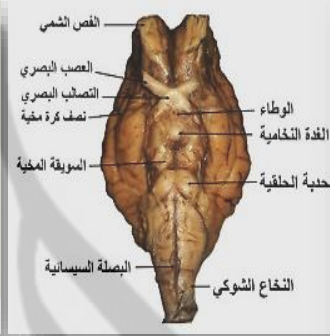 الفص الشمي
العصب البصري
التصالب البصري
نصف كرة مخية
الوطاء
الغدة النخامية
السويقة المخية
حدبة الحلقية
البصلة السيسائية
النخاع الشوكي